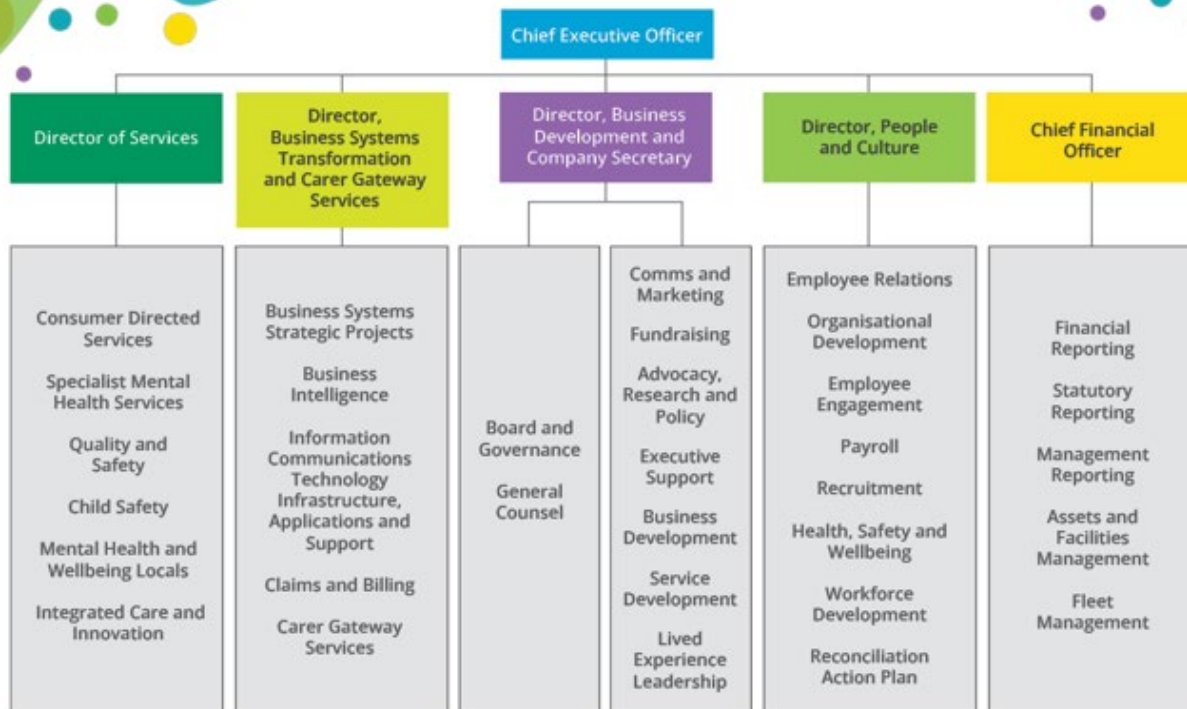 Chief Executive Officer
Director of Services
Director,
Business Systems
Transformation
and Carer Gateway
Services
Director, Business
Development and
Company Secretary
Director, People
and Culture
Chief Financial
Officer
Consumer Directed
Services
Specialist Mental
Health Services
Quality and
Safety
Child Safety
Mental Health and
Wellbeing Locals
Integrated Care and
Innovation
Business Systems
Strategic Projects
Business
Intelligence
Information
Communications
Technology
Infrastructure,
Applications and
Support
Claims and Billing
Carer Gateway
Services
Board and
Governance
General
Counsel
Comms and
Marketing
Fundraising
Advocacy,
Research and
Policy
Executive
Support
Business
Development
Service
Development
Lived
Experience
Leadership
Employee Relations
Organisational
Development
Employee
Engagement
Payroll
Recruitment
Health, Safety and
Wellbeing
Workforce
Development
Reconciliation
Action Plan
Financial
Reporting
Statutory
Reporting
Management
Reporting
Assets and
Facilities
Management
Fleet
Management